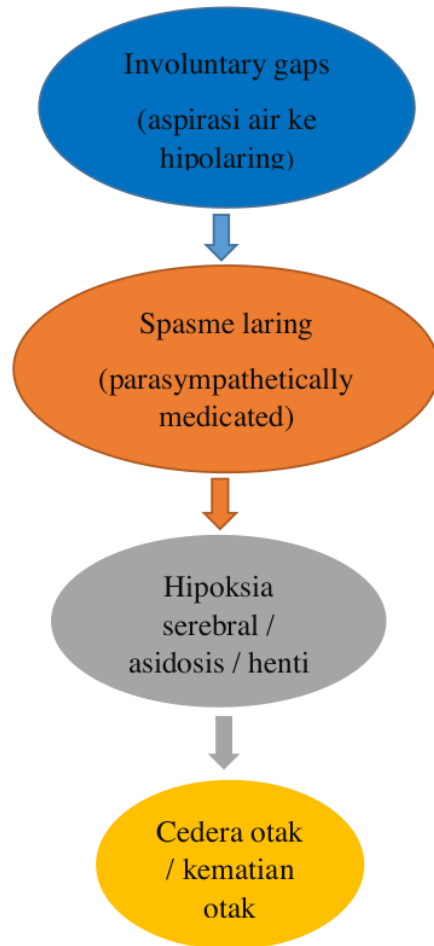 Involuntary gaps
(aspirasi air ke
hipolaring)
Spasme laring
(parasympathetically
medicated)
Hipoksia
serebral /
asidosis / henti
Cedera otak
/ kematian
otak